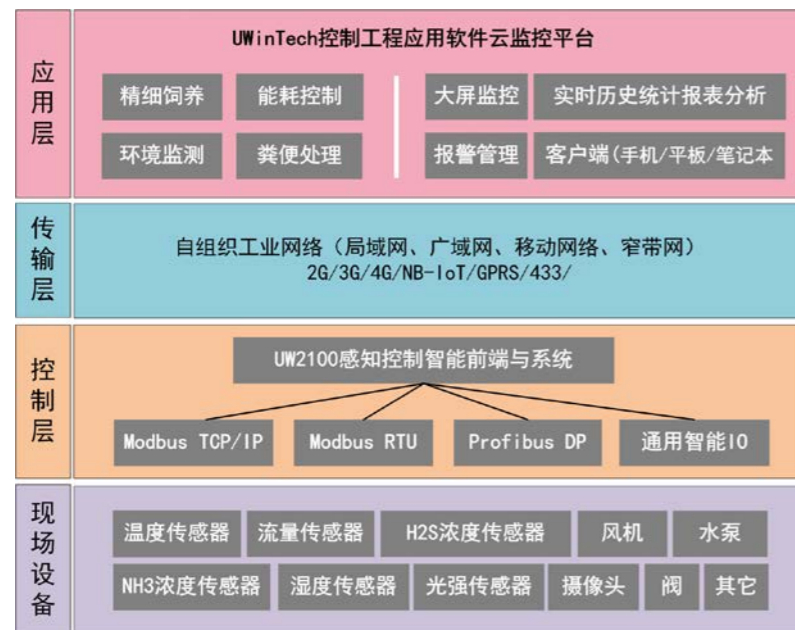 应用层
UWinTech控制工程应用软件云监控平台
精细饲养 能耗控制 大屏监控 实时历史统计报表分析
环境监测 粪便处理 报警管理 客户端(手机/平板/笔记本
传输层
自组织工业网络（局域网、广域网、移动网络、窄带网）
2G/3G/4G/NB-IoT/GPRS/433/
控制层
UW2100感知控制智能前端与系统
Modbus TCP/IP Modbus RTU Profibus DP 通用智能IO
现场设备
温度传感器 流量传感器 H2S浓度传感器 风机 水泵
NH3浓度传感器 湿度传感器 光强传感器 摄像头 阀 其它